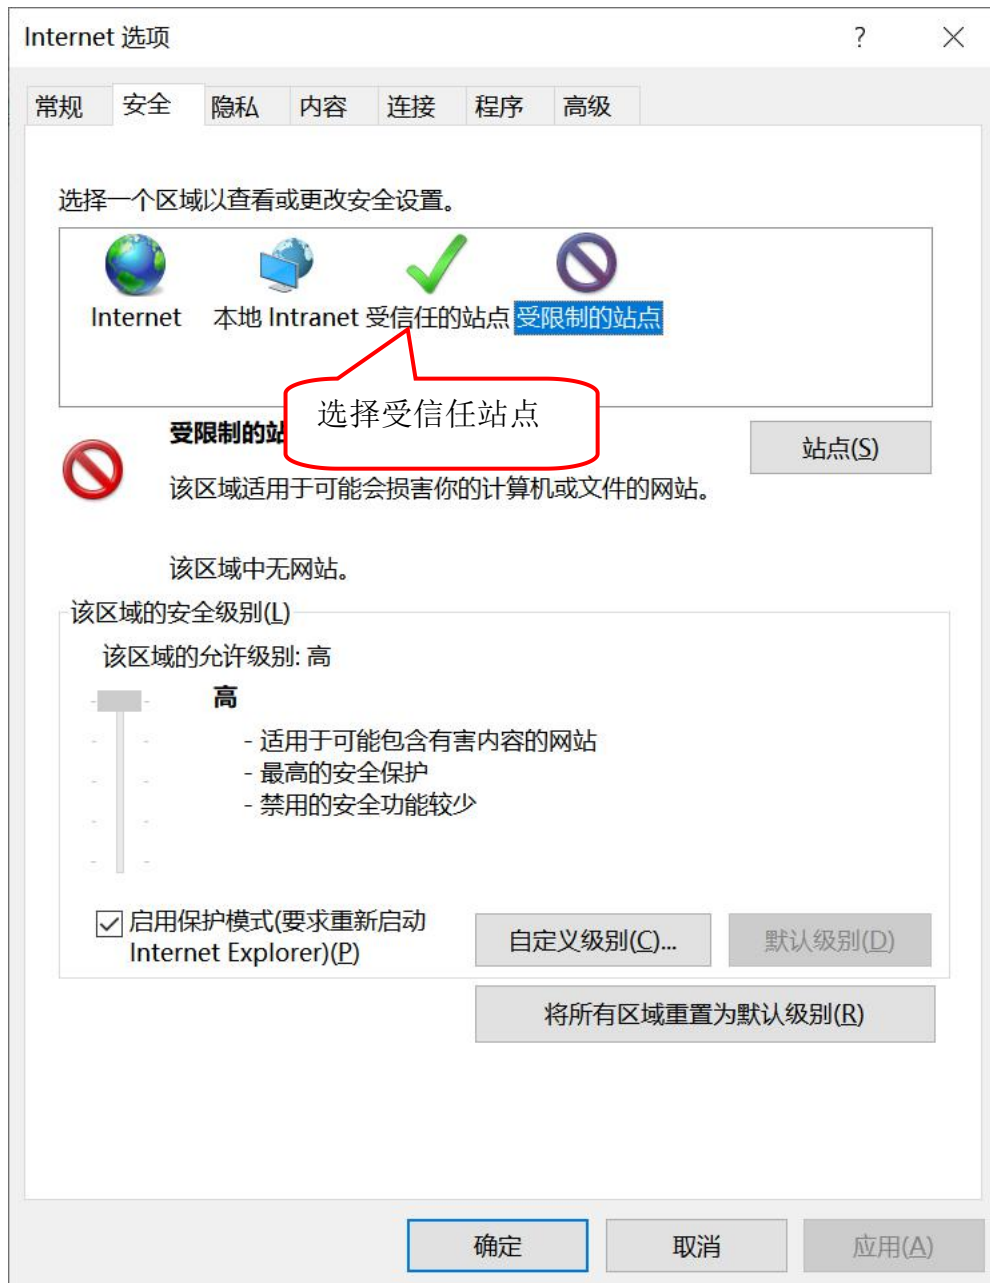 Internet 选项
?
常规 安全 隐私 内容 连接 程序 高级
选择一个区域以查看或更改安全设置。
Internet 本地 Intranet 受信任的站点 受限制的站点
选择受信任站点
受限制的站
站点(S)
该区域适用于可能会损害你的计算机或文件的网站。
该区域中无网站。
该区域的安全级别(L)
该区域的允许级别: 高
高
- 适用于可能包含有害内容的网站
- 最高的安全保护
- 禁用的安全功能较少
启用保护模式(要求重新启动
Internet Explorer)(P)
自定义级别(C)...
默认级别(D)
将所有区域重置为默认级别(R)
确定 取消 应用(A)